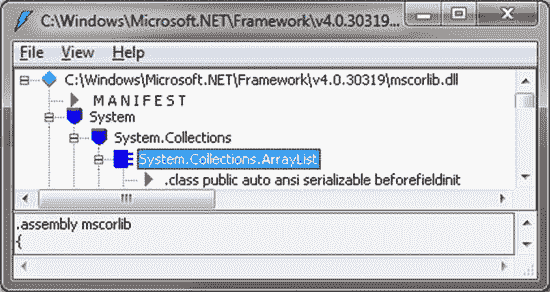 C:\Windows\Microsoft.NET\Framework\v4.0.30319...
File View Help
C:\Windows\Microsoft.NET\Framework\v4.0.30319\mscorlib.dll
MANIFEST
System
System.Collections
System.Collections.ArrayList
.class public auto ansi serializable beforefieldinit
.assembly mscorlib
{